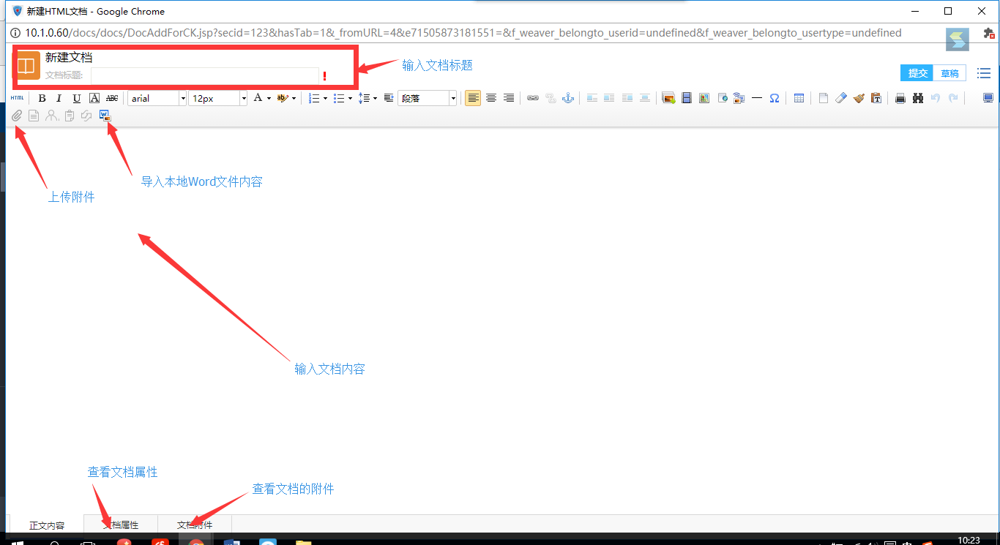 新建HTML文档 - Google Chrome
10.1.0.60/docs/docs/DocAddForCK.jsp?secid=123&hasTab=1&_fromURL=4&e71505873181551=&f_weaver_belongto_userid=undefined&f_weaver_belongto_usertype=undefined
新建文档
文档标题:
!
输入文档标题
提交 草稿
HTML B I U A ABC arial 12px A ab 段落 Ω
导入本地Word文件内容
上传附件
输入文档内容
查看文档属性
查看文档的附件
正文内容 文档属性 文档附件
10:23